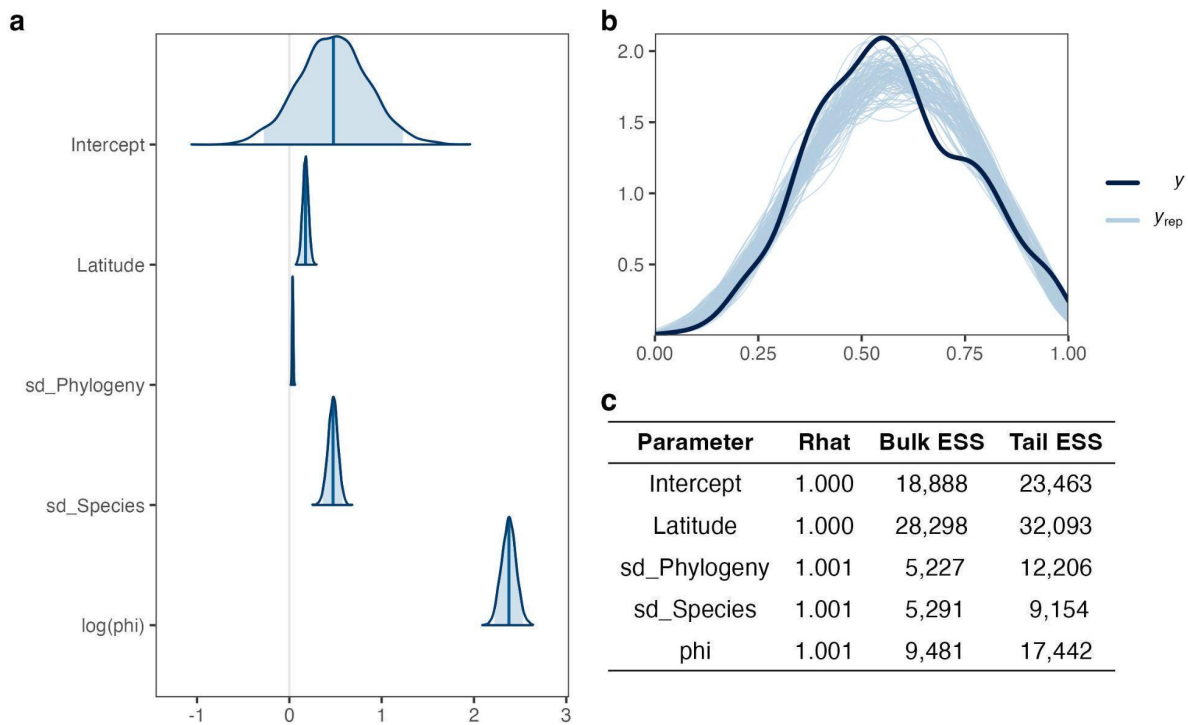 a
Intercept
Latitude
sd_Phylogeny
sd_Species
log(phi)
-1 0 1 2 3
b
2.0
1.5
1.0
0.5
0.00 0.25 0.50 0.75 1.00
y
yrep
c
Parameter Rhat Bulk ESS Tail ESS
Intercept 1.000 18,888 23,463
Latitude 1.000 28,298 32,093
sd_Phylogeny 1.001 5,227 12,206
sd_Species 1.001 5,291 9,154
phi 1.001 9,481 17,442